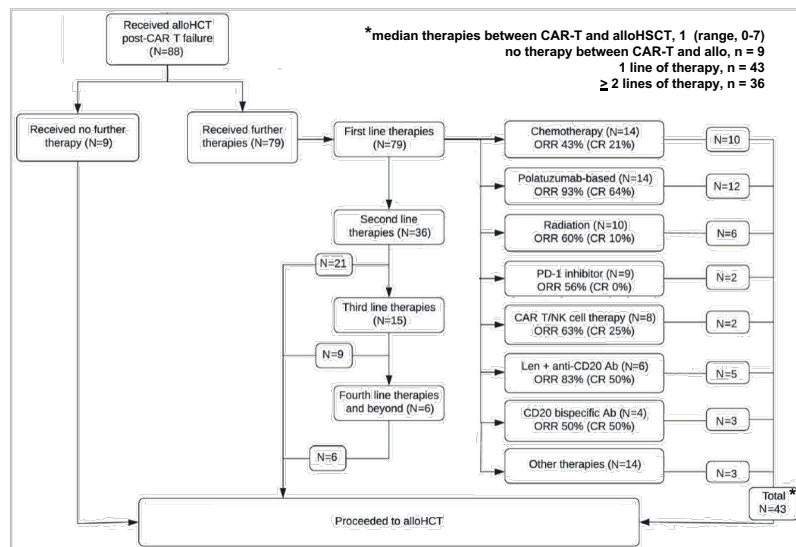 Received alloHCT
post-CAR T failure
(N=88)
*median therapies between CAR-T and alloHSCT, 1 (range, 0-7)
no therapy between CAR-T and allo, n = 9
1 line of therapy, n = 43
≥ 2 lines of therapy, n = 36
Received no further
therapy (N=9)
Received further
therapies (N=79)
First line therapies
(N=79)
Chemotherapy (N=14)
ORR 43% (CR 21%)
N=10
Polatuzumab-based (N=14)
ORR 93% (CR 64%)
N=12
Second line
therapies (N=36)
Radiation (N=10)
ORR 60% (CR 10%)
N=6
N=21
PD-1 inhibitor (N=9)
ORR 56% (CR 0%)
N=2
Third line therapies
(N=15)
CAR T/NK cell therapy (N=8)
ORR 63% (CR 25%)
N=2
N=9
Len + anti-CD20 Ab (N=6)
ORR 83% (CR 50%)
N=5
Fourth line therapies
and beyond (N=6)
CD20 bispecific Ab (N=4)
ORR 50% (CR 50%)
N=3
N=6
Other therapies (N=14)
N=3
Total *
N=43
Proceeded to alloHCT